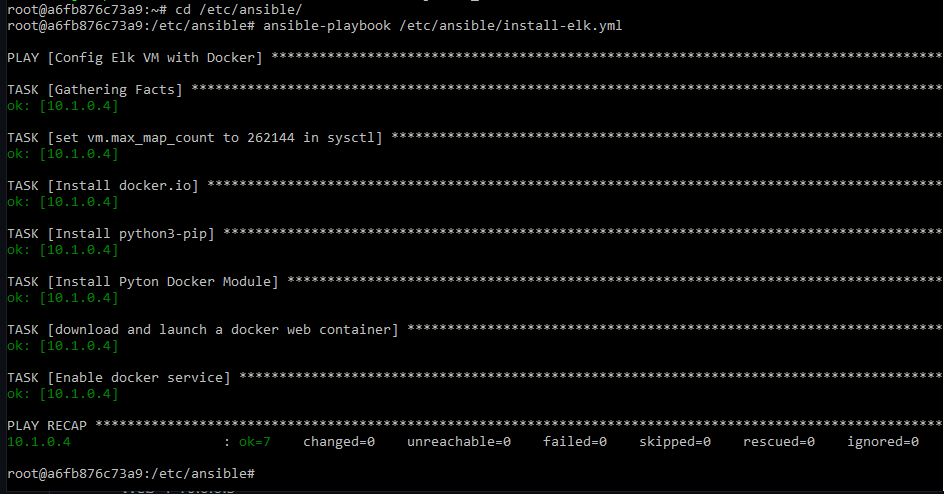 root@a6fb876c73a9:~# cd /etc/ansible/
root@a6fb876c73a9:/etc/ansible# ansible-playbook /etc/ansible/install-elk.yml
PLAY [Config Elk VM with Docker] ************************************************************************************
TASK [Gathering Facts] **********************************************************************************************
ok: [10.1.0.4]
TASK [set vm.max_map_count to 262144 in sysctl] *********************************************************************
ok: [10.1.0.4]
TASK [Install docker.io] ********************************************************************************************
ok: [10.1.0.4]
TASK [Install python3-pip] ******************************************************************************************
ok: [10.1.0.4]
TASK [Install Pyton Docker Module] **********************************************************************************
ok: [10.1.0.4]
TASK [download and launch a docker web container] *******************************************************************
ok: [10.1.0.4]
TASK [Enable docker service] ****************************************************************************************
ok: [10.1.0.4]
PLAY RECAP **********************************************************************************************************
10.1.0.4                   : ok=7    changed=0    unreachable=0    failed=0    skipped=0    rescued=0    ignored=0
root@a6fb876c73a9:/etc/ansible#